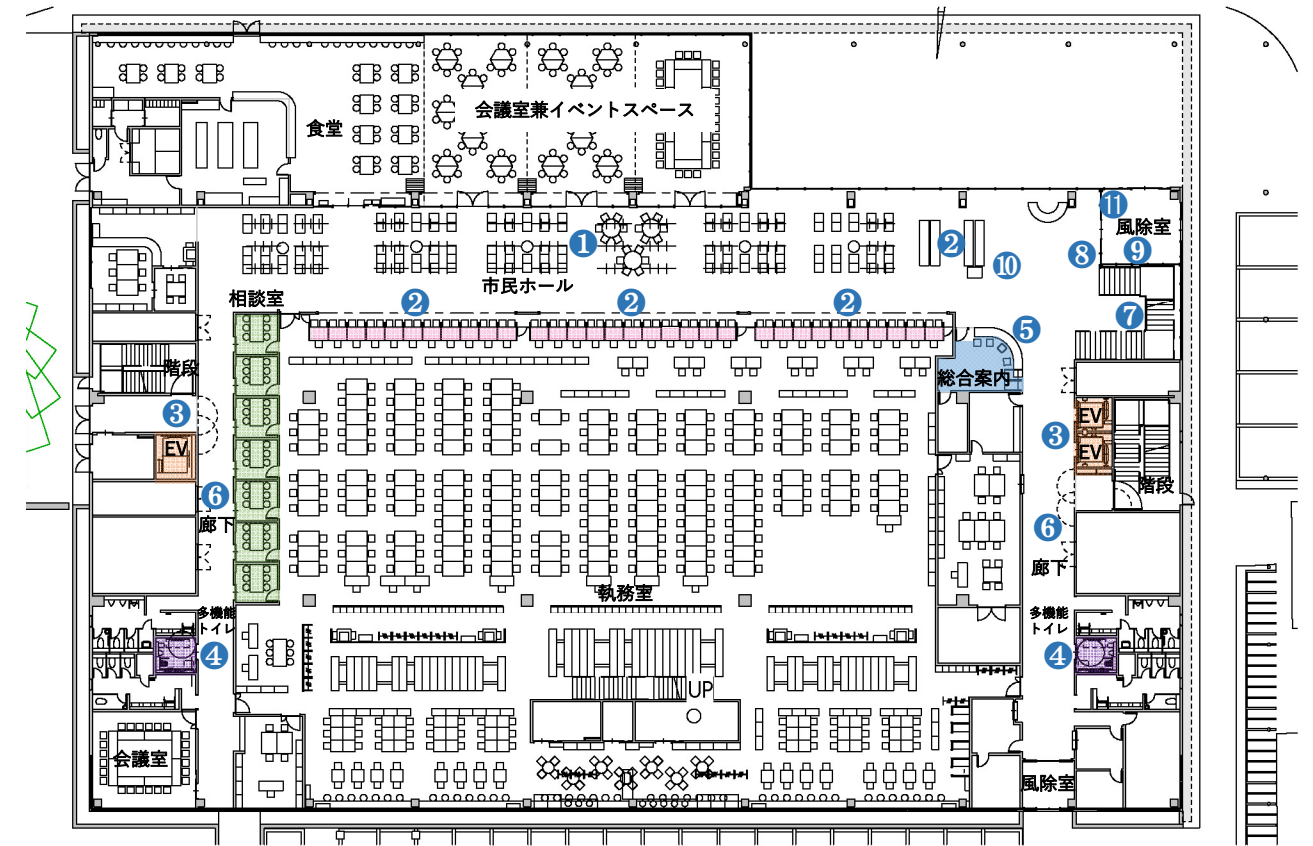 会議室兼イベントスペース
食堂
⑪
風除室
❶
❷
❽
❾
❿
市民ホール
相談室
❷
❷
❷
❺
❼
階段
総合案内
❸
EV
EV
❸
EV
❻
廊下
階段
❻
廊下
執務室
多機能
トイレ
❹
多機能
トイレ
❹
UP
会議室
風除室